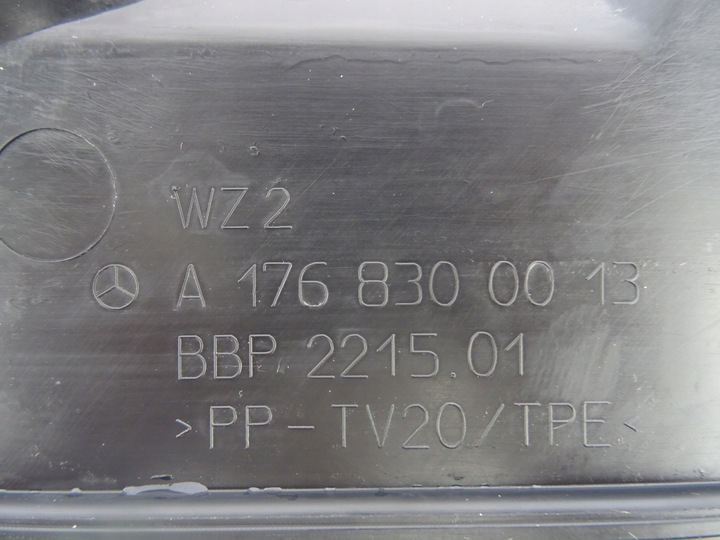 WZ 2
A 176 830 00 13
BBP 2215.01
>PP-TV20/TPE<